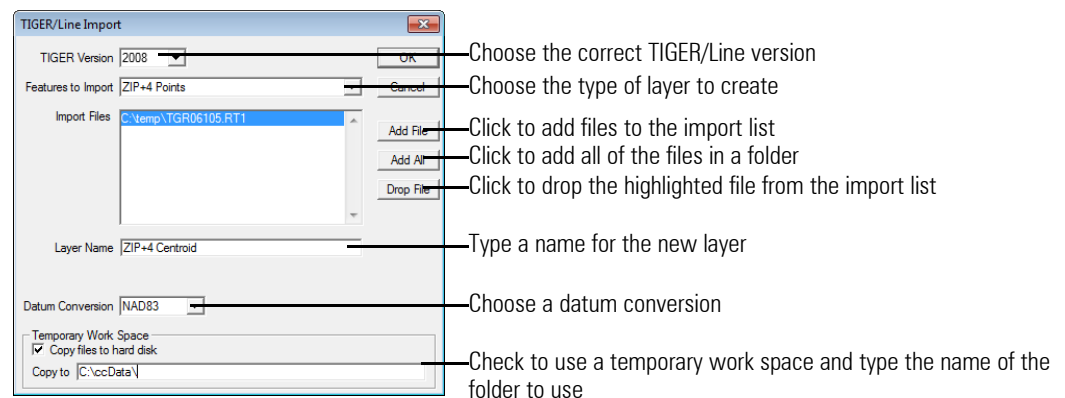 TIGER/Line Import
TIGER Version 2008 OK Choose the correct TIGER/Line version
Features to Import ZIP+4 Points Cancel Choose the type of layer to create
Import Files C:\temp\TGR06105.RT1
Add File Click to add files to the import list
Add All Click to add all of the files in a folder
Drop File Click to drop the highlighted file from the import list
Layer Name ZIP+4 Centroid Type a name for the new layer
Datum Conversion NAD83 Choose a datum conversion
Temporary Work Space
Copy files to hard disk
Copy to C:\ccData\ Check to use a temporary work space and type the name of the
folder to use